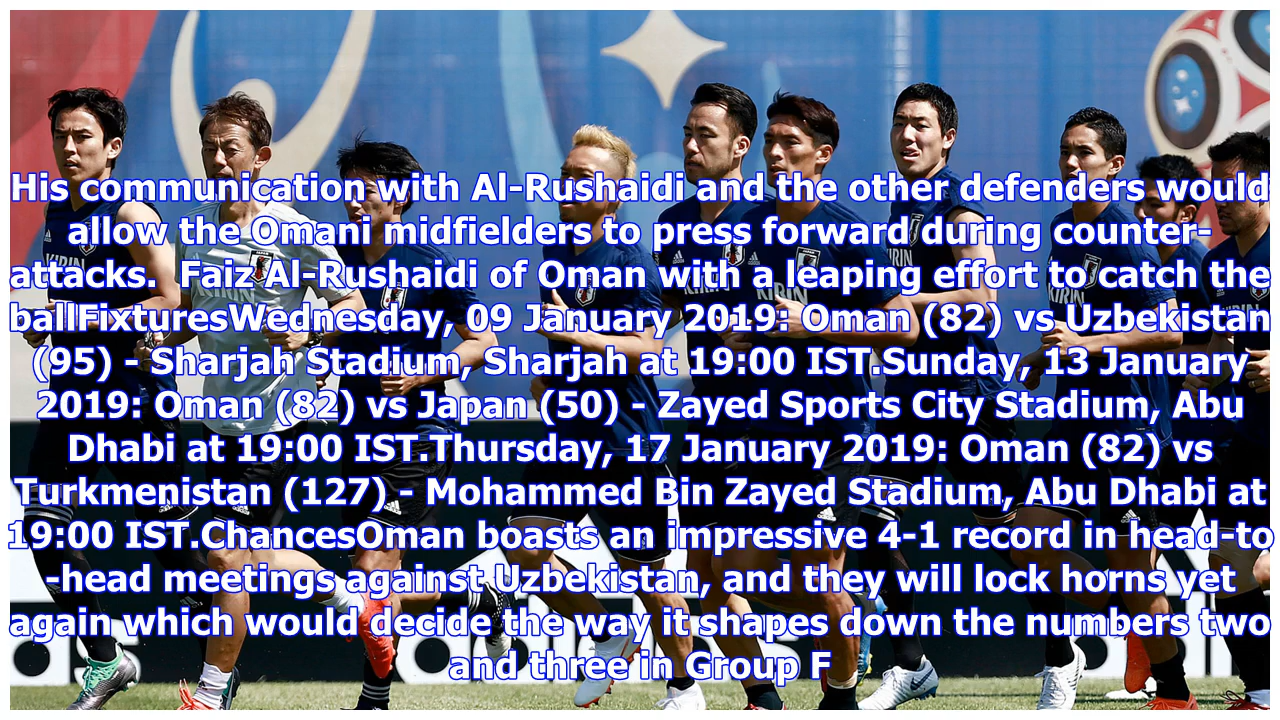 His communication with Al-Rushaidi and the other defenders would
allow the Omani midfielders to press forward during counter-
attacks.  Faiz Al-Rushaidi of Oman with a leaping effort to catch the
ballFixturesWednesday, 09 January 2019: Oman (82) vs Uzbekistan
(95) - Sharjah Stadium, Sharjah at 19:00 IST.Sunday, 13 January
2019: Oman (82) vs Japan (50) - Zayed Sports City Stadium, Abu
Dhabi at 19:00 IST.Thursday, 17 January 2019: Oman (82) vs
Turkmenistan (127) - Mohammed Bin Zayed Stadium, Abu Dhabi at
19:00 IST.ChancesOman boasts an impressive 4-1 record in head-to
-head meetings against Uzbekistan, and they will lock horns yet
again which would decide the way it shapes down the numbers two
and three in Group F
KIRIN
KIRIN
KIRIN
KIRIN
KIRIN